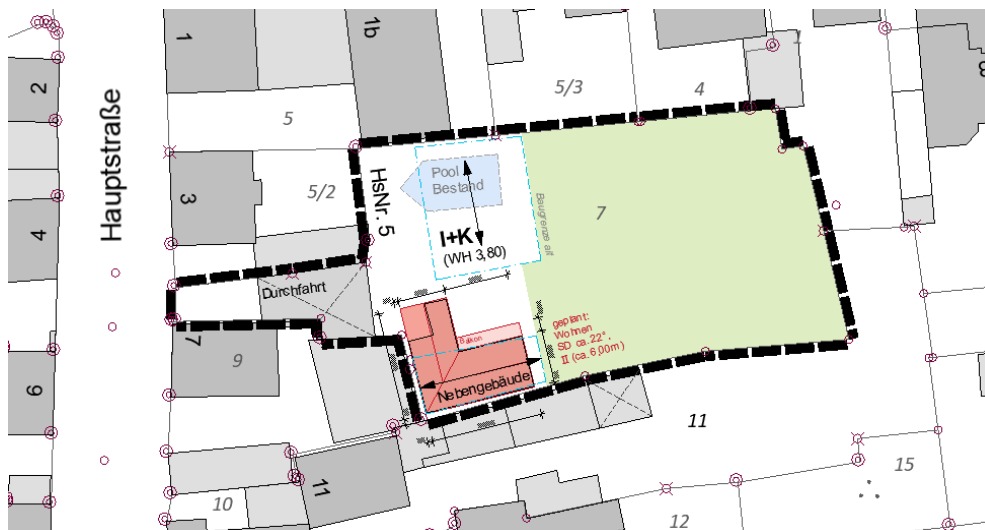 1
1b
2
Hauptstraße
5
5/3
4
1
3
5/2
HsNr. 5
Pool
Bestand
I+K
(WH 3,80)
Baugrenze alt
7
4
Durchfahrt
7
9
Balkon
geplant:
Wohnen
SD ca. 22°,
II (ca. 6,00m)
Nebengebäude
6
11
11
10
12
15